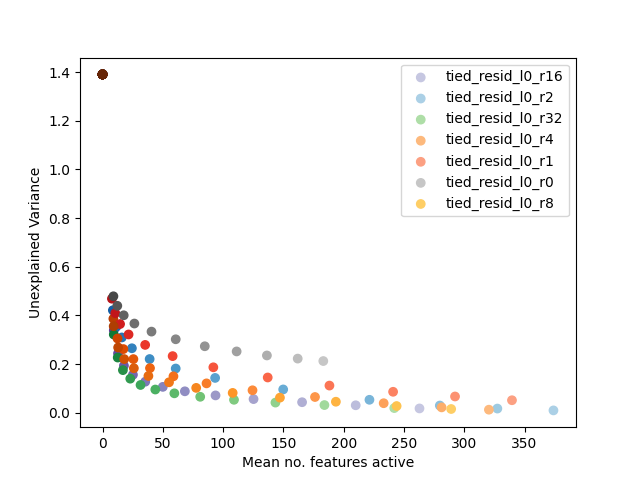 1.4
1.2
1.0
0.8
0.6
0.4
0.2
0.0
Unexplained Variance
tied_resid_l0_r16
tied_resid_l0_r2
tied_resid_l0_r32
tied_resid_l0_r4
tied_resid_l0_r1
tied_resid_l0_r0
tied_resid_l0_r8
0 50 100 150 200 250 300 350
Mean no. features active